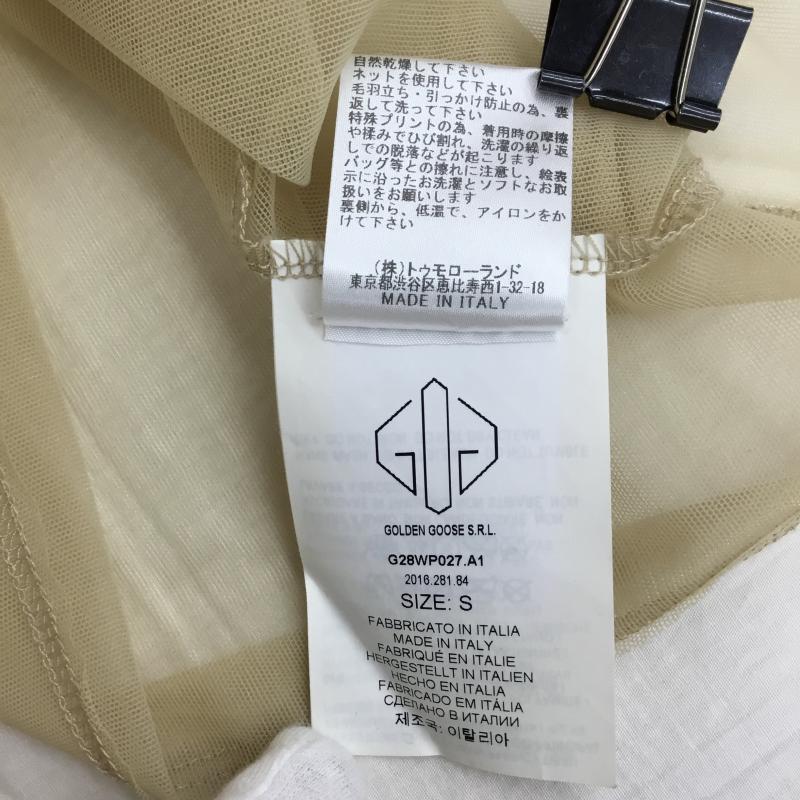 自然乾燥して下さい
ネットを使用して下さい
毛羽立ち・引っかけ防止の為、裏
返して洗って下さい
特殊プリントの為、着用時の摩擦
や揉みでひび割れ、洗濯の繰り返
しでの脱落などが起こります
バッグ等との擦れに注意し、絵表
示に沿ったお洗濯とソフトなお取
扱いをお願いします
裏側から、低温で、アイロンをか
けて下さい
(株)トゥモローランド
東京都渋谷区恵比寿西1-32-18
MADE IN ITALY
GOLDEN GOOSE S.R.L.
G28WP027.A1
2016.281.84
SIZE: S
FABBRICATO IN ITALIA
MADE IN ITALY
FABRIQUÉ EN ITALIE
HERGESTELLT IN ITALIEN
HECHO EN ITALIA
FABRICADO EM ITÁLIA
СДЕЛАНО В ИТАЛИИ
제조국: 이탈리아